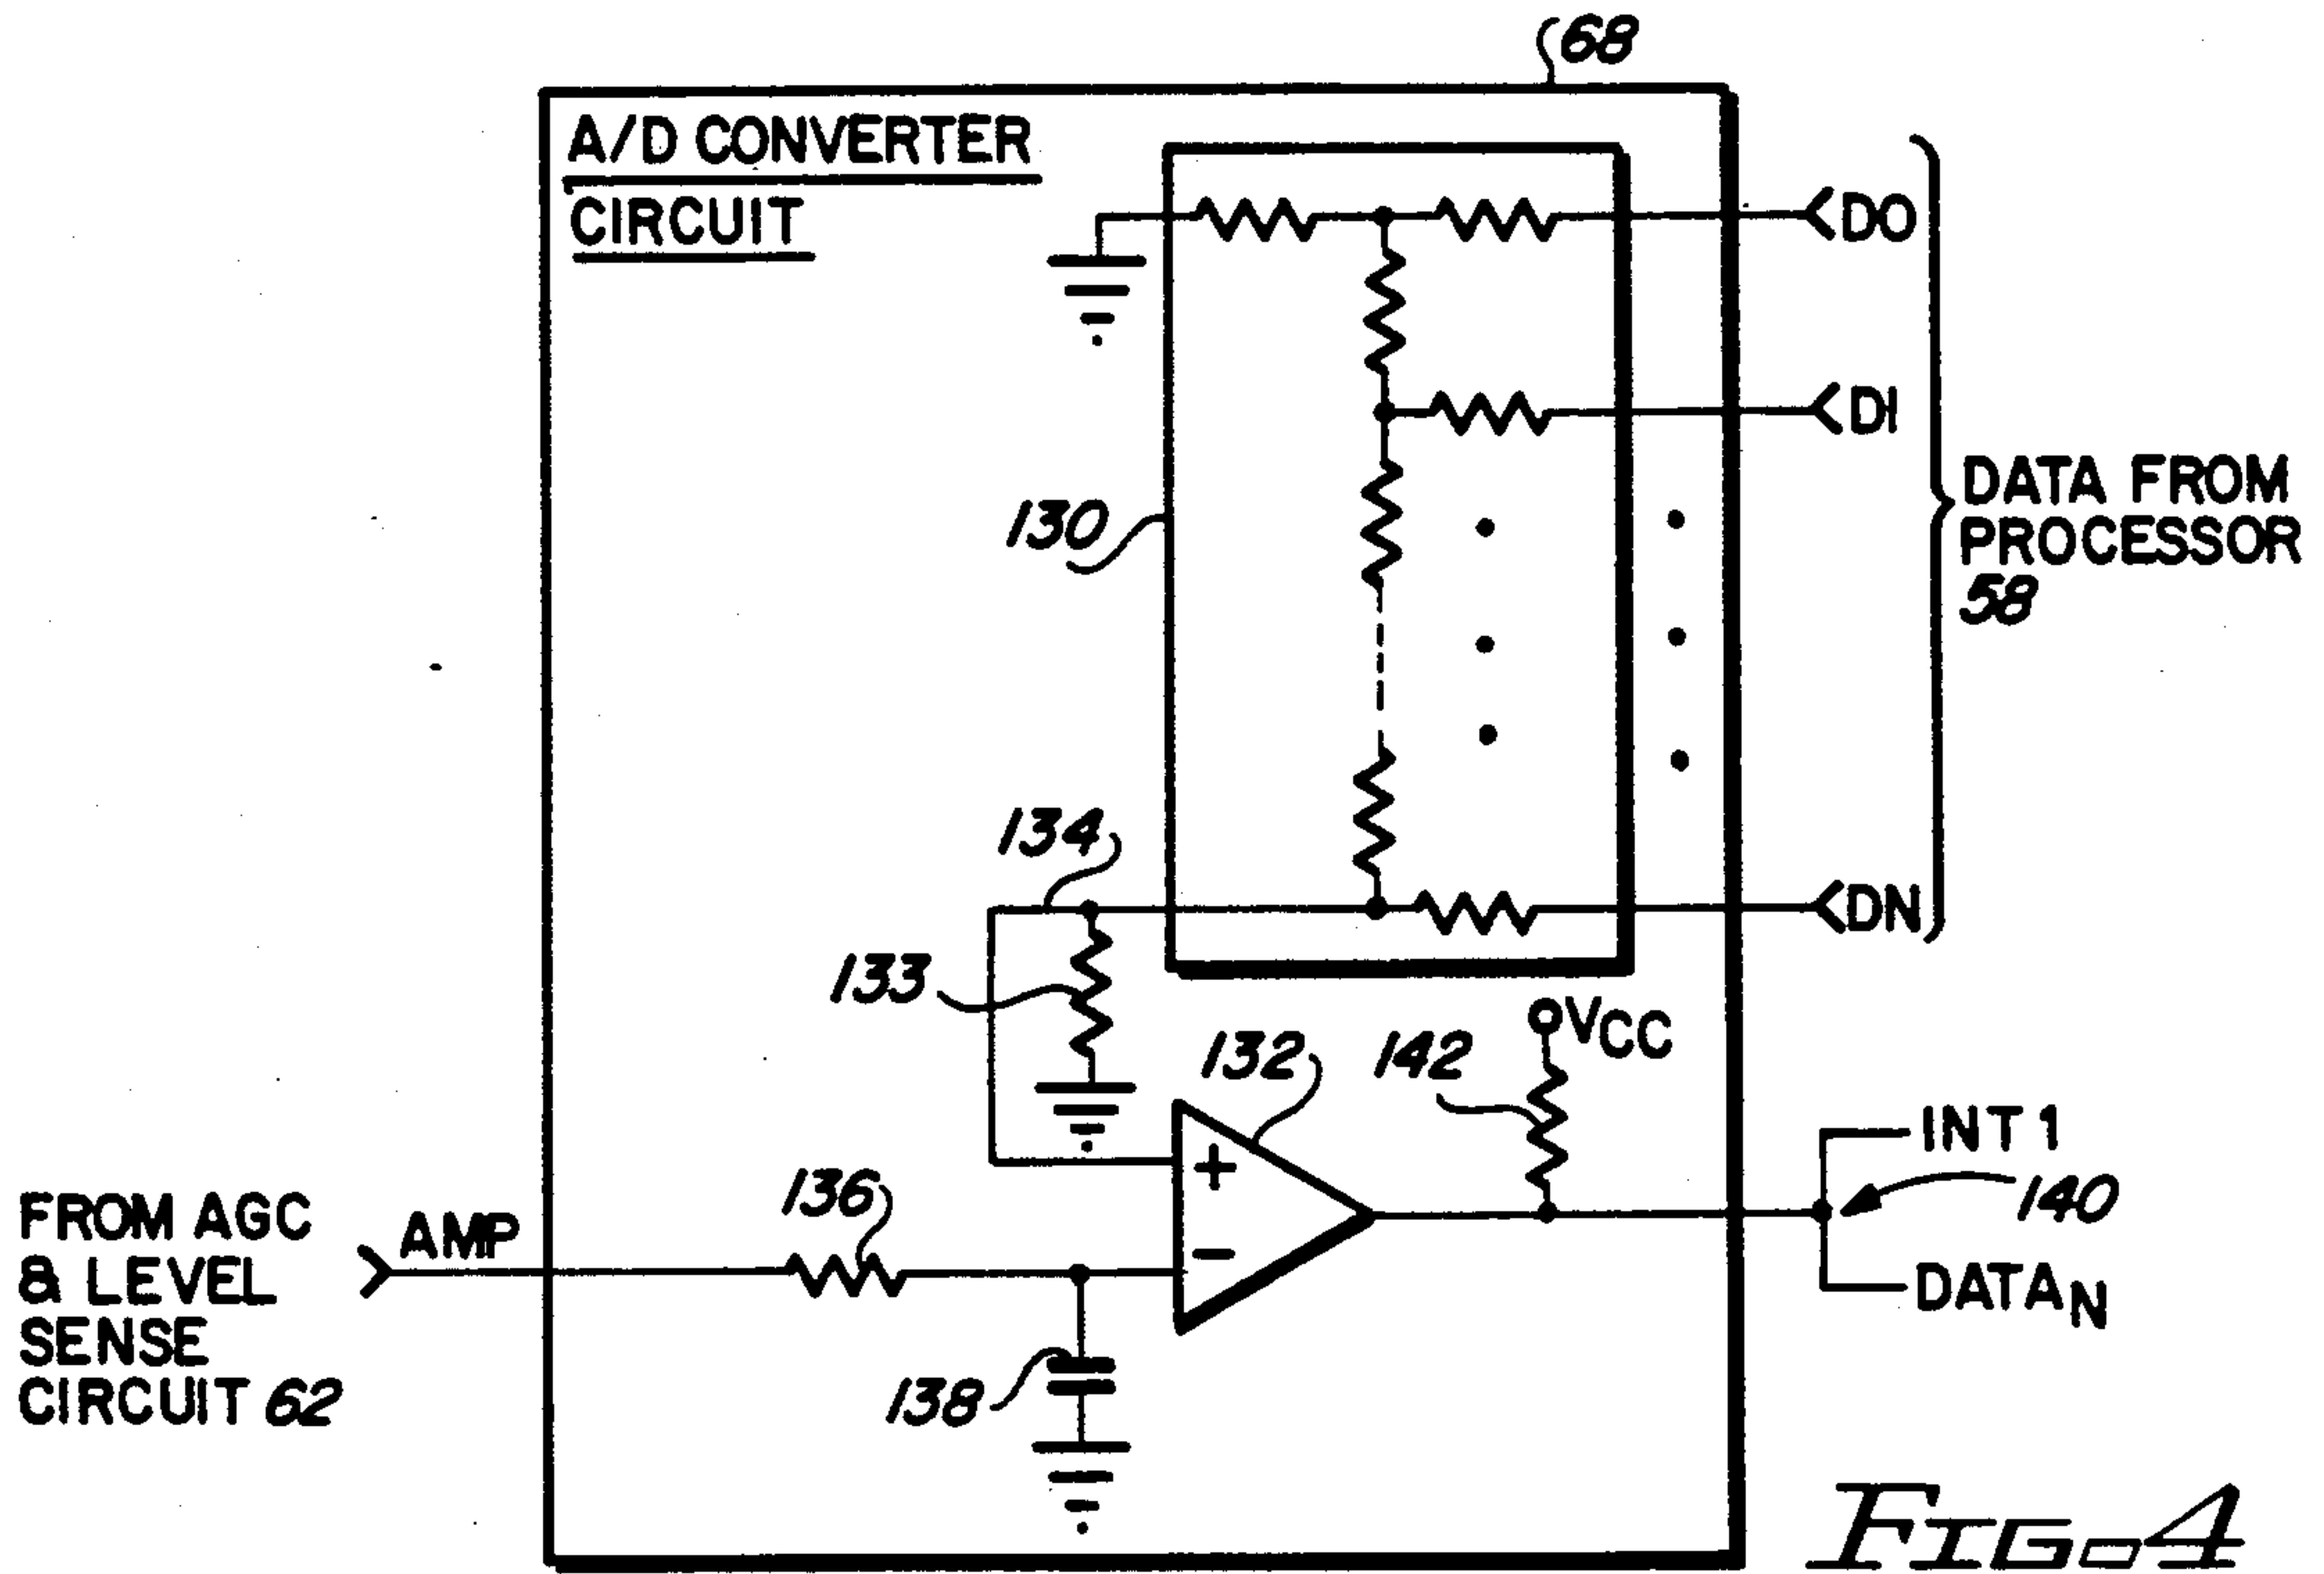 68
A/D CONVERTER
CIRCUIT
DO
DI
130
DATA FROM
PROCESSOR
58
134
DN
133
VCC
132
142
INT 1
+
136
140
FROM AGC
& LEVEL
SENSE
CIRCUIT 62
AMP
−
DATAN
138
FIG. 4